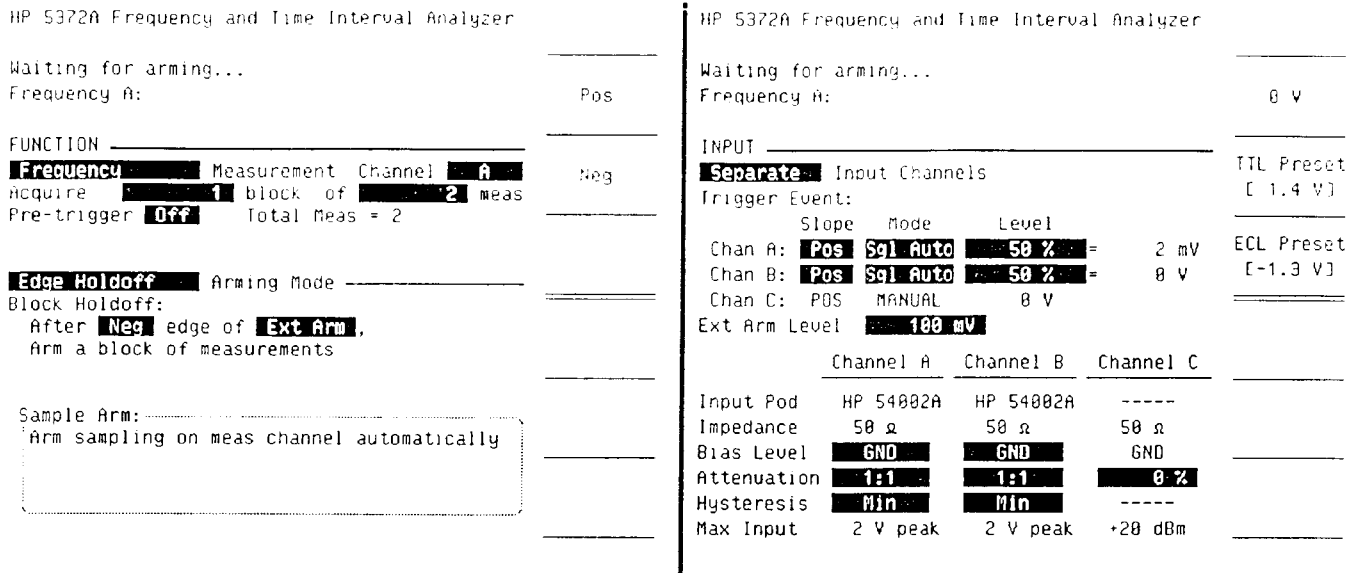 HP 5372A Frequency and Time Interval Analyzer
Waiting for arming...
Frequency A:
Pos
FUNCTION
Frequency Measurement Channel A
Neg
Acquire 1 block of 2 meas
Pre-trigger Off Total Meas = 2
Edge Holdoff Arming Mode
Block Holdoff:
After Neg edge of Ext Arm,
Arm a block of measurements
Sample Arm:
Arm sampling on meas channel automatically
HP 5372A Frequency and Time Interval Analyzer
Waiting for arming...
Frequency A:
0 V
INPUT
Separate Input Channels
TTL Preset
[ 1.4 V]
Trigger Event:
Slope Mode Level
Chan A: Pos Sgl Auto 50 % = 2 mV
ECL Preset
[-1.3 V]
Chan B: Pos Sgl Auto 50 % = 0 V
Chan C: POS MANUAL 0 V
Ext Arm Level 100 mV
Channel A Channel B Channel C
Input Pod HP 54002A HP 54002A -----
Impedance 50 Ω 50 Ω 50 Ω
Bias Level GND GND GND
Attenuation 1:1 1:1 0 %
Hysteresis Min Min -----
Max Input 2 V peak 2 V peak +20 dBm